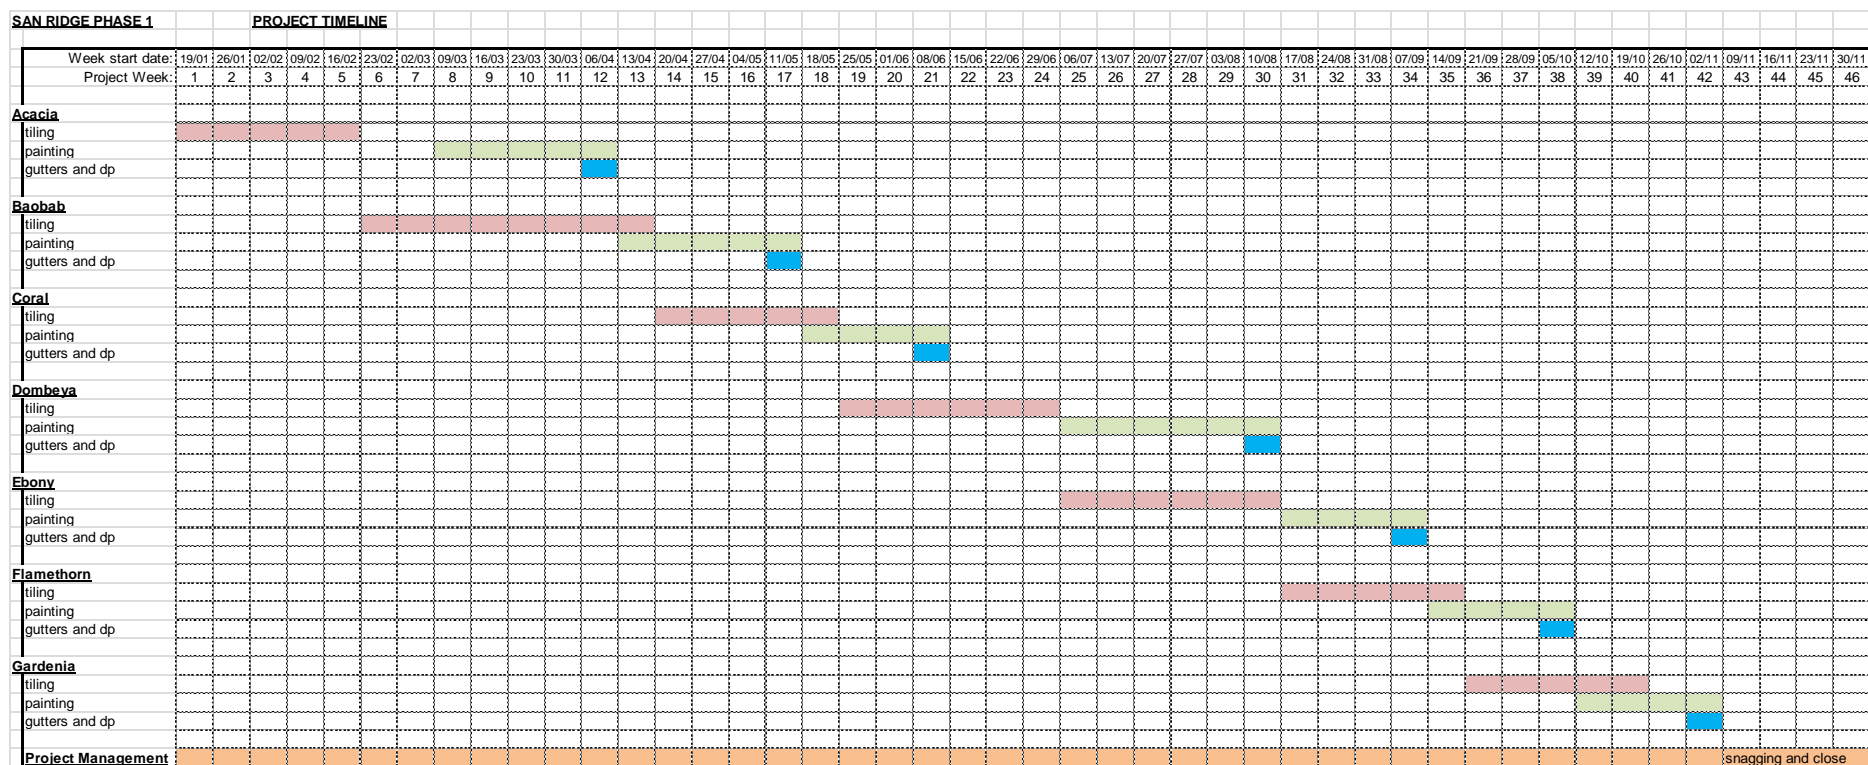 SAN RIDGE PHASE 1 PROJECT TIMELINE
Week start date: 19/01 26/01 02/02 09/02 16/02 23/02 02/03 09/03 16/03 23/03 30/03 06/04 13/04 20/04 27/04 04/05 11/05 18/05 25/05 01/06 08/06 15/06 22/06 29/06 06/07 13/07 20/07 27/07 03/08 10/08 17/08 24/08 31/08 07/09 14/09 21/09 28/09 05/10 12/10 19/10 26/10 02/11 09/11 16/11 23/11 30/11
Project Week: 1 2 3 4 5 6 7 8 9 10 11 12 13 14 15 16 17 18 19 20 21 22 23 24 25 26 27 28 29 30 31 32 33 34 35 36 37 38 39 40 41 42 43 44 45 46
Acacia
tiling
painting
gutters and dp
Baobab
tiling
painting
gutters and dp
Coral
tiling
painting
gutters and dp
Dombeya
tiling
painting
gutters and dp
Ebony
tiling
painting
gutters and dp
Flamethorn
tiling
painting
gutters and dp
Gardenia
tiling
painting
gutters and dp
Project Management snagging and close